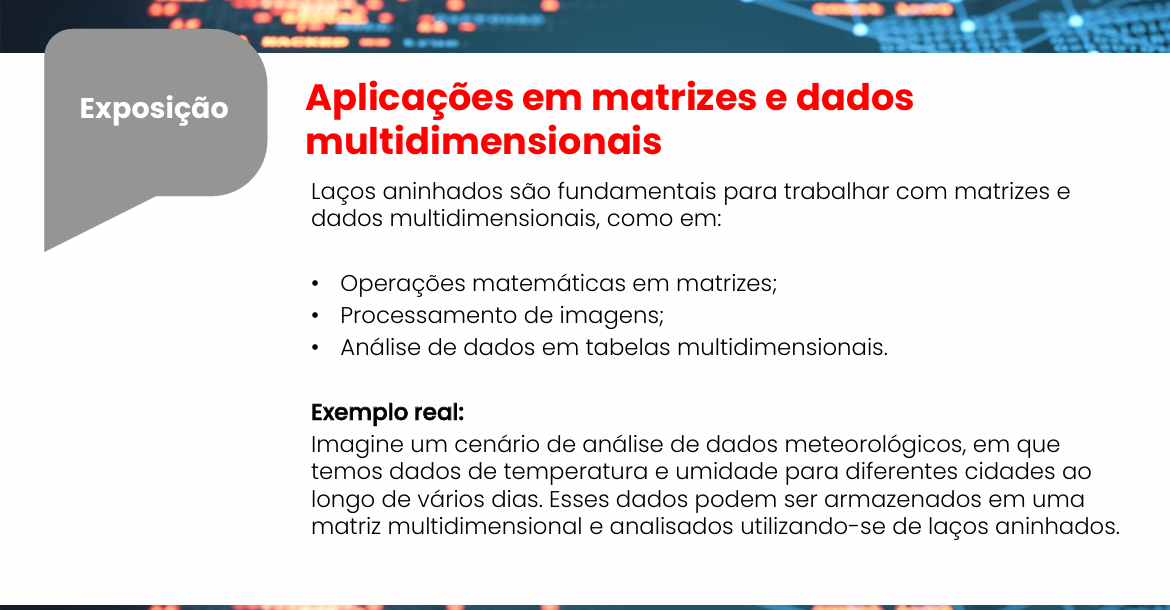 Exposição
Aplicações em matrizes e dados
multidimensionais
Laços aninhados são fundamentais para trabalhar com matrizes e
dados multidimensionais, como em:
• Operações matemáticas em matrizes;
• Processamento de imagens;
• Análise de dados em tabelas multidimensionais.
Exemplo real:
Imagine um cenário de análise de dados meteorológicos, em que
temos dados de temperatura e umidade para diferentes cidades ao
longo de vários dias. Esses dados podem ser armazenados em uma
matriz multidimensional e analisados utilizando-se de laços aninhados.